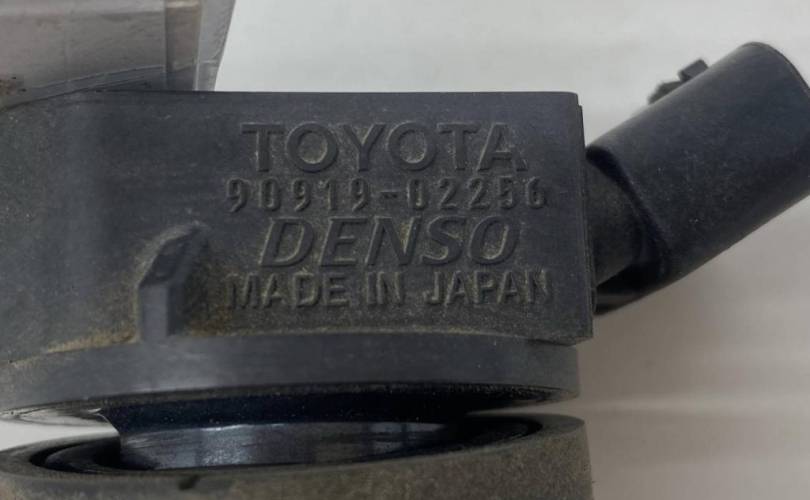 TOYOTA
90919-02256
DENSO
MADE IN JAPAN